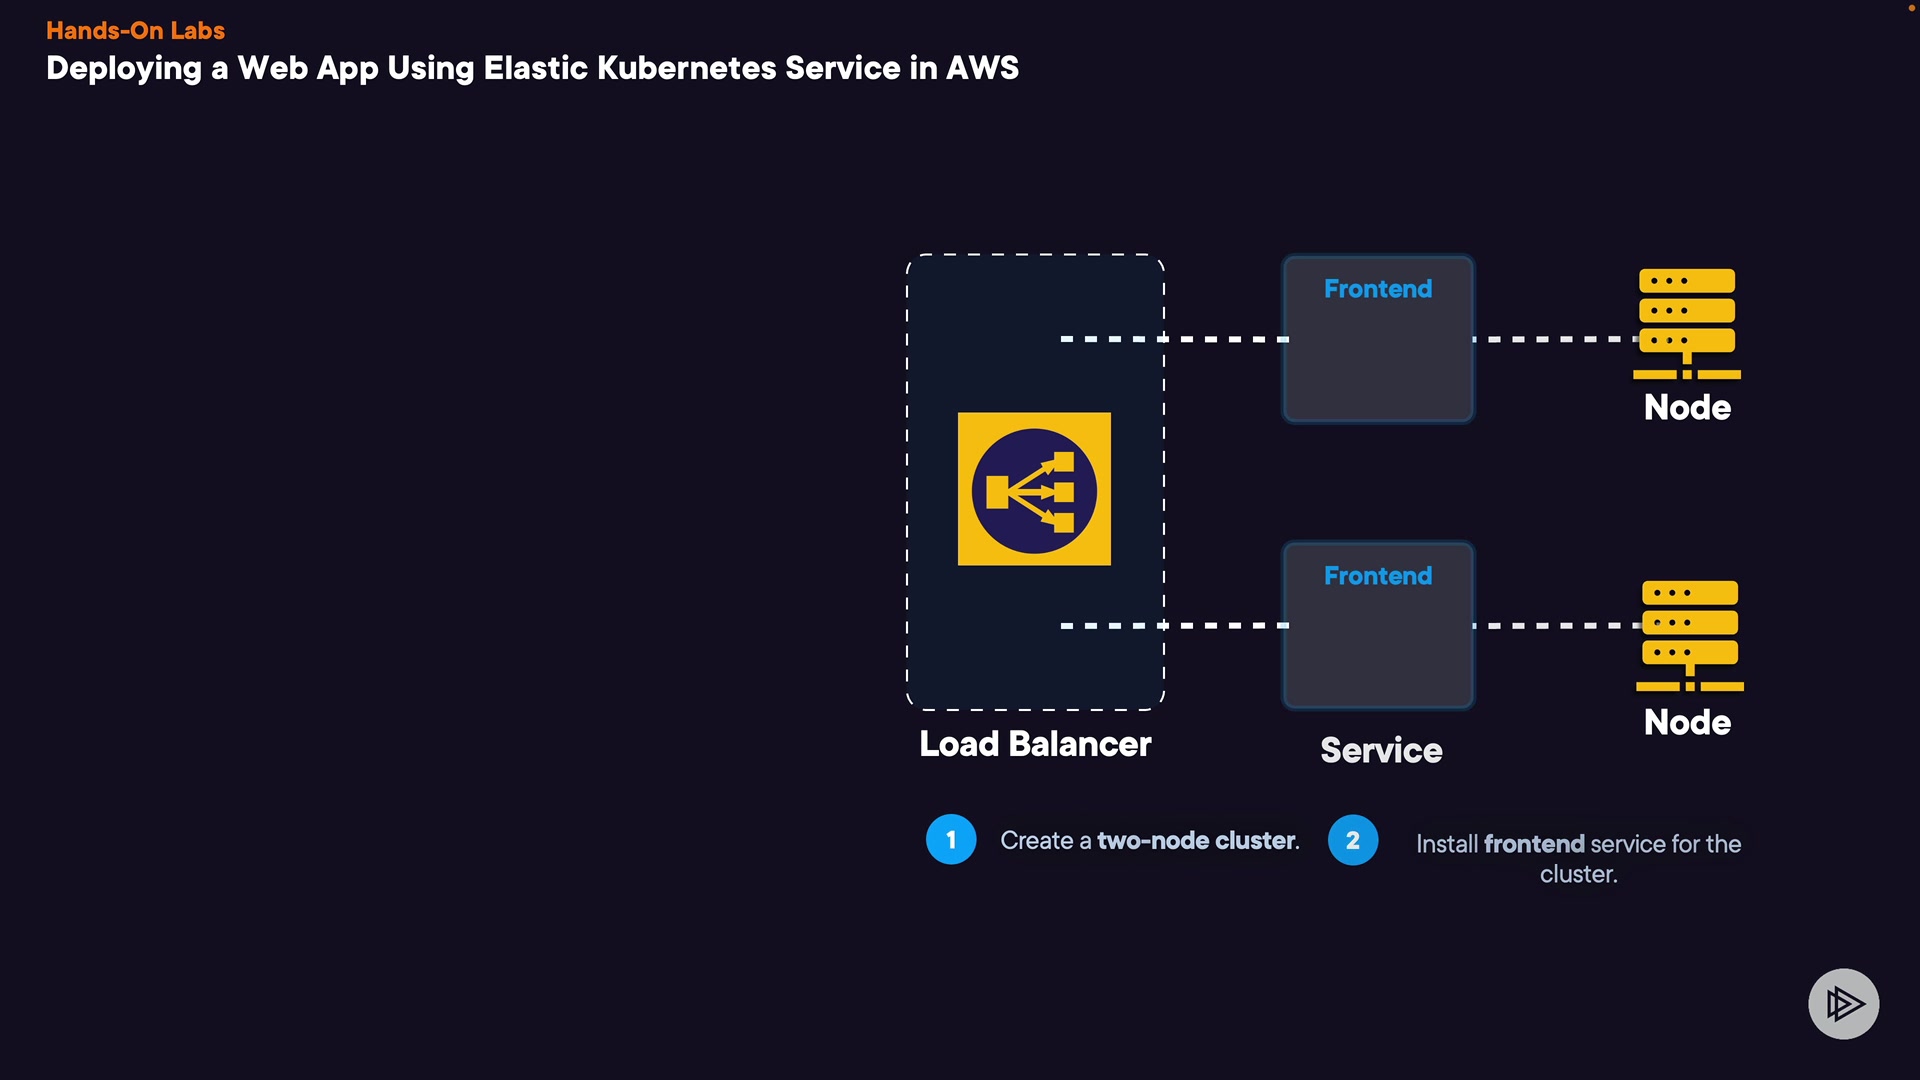 Hands-On Labs
Deploying a Web App Using Elastic Kubernetes Service in AWS
Frontend
Node
Frontend
Node
Load Balancer
Service
1 Create a two-node cluster.
2 Install frontend service for the
cluster.